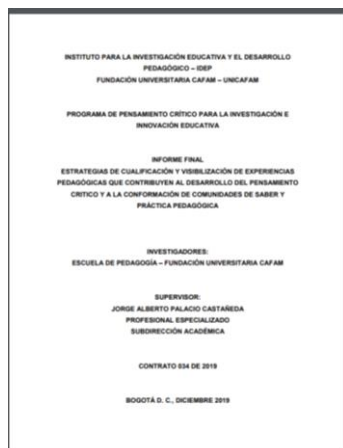 INSTITUTO PARA LA INVESTIGACIÓN EDUCATIVA Y EL DESARROLLO
PEDAGÓGICO – IDEP
FUNDACIÓN UNIVERSITARIA CAFAM – UNICAFAM
PROGRAMA DE PENSAMIENTO CRÍTICO PARA LA INVESTIGACIÓN E
INNOVACIÓN EDUCATIVA
INFORME FINAL
ESTRATEGIAS DE CUALIFICACIÓN Y VISIBILIZACIÓN DE EXPERIENCIAS
PEDAGÓGICAS QUE CONTRIBUYEN AL DESARROLLO DEL PENSAMIENTO
CRITICO Y A LA CONFORMACIÓN DE COMUNIDADES DE SABER Y
PRÁCTICA PEDAGÓGICA
INVESTIGADORES:
ESCUELA DE PEDAGOGÍA – FUNDACIÓN UNIVERSITARIA CAFAM
SUPERVISOR:
JORGE ALBERTO PALACIO CASTAÑEDA
PROFESIONAL ESPECIALIZADO
SUBDIRECCIÓN ACADÉMICA
CONTRATO 034 DE 2019
BOGOTÁ D. C., DICIEMBRE 2019